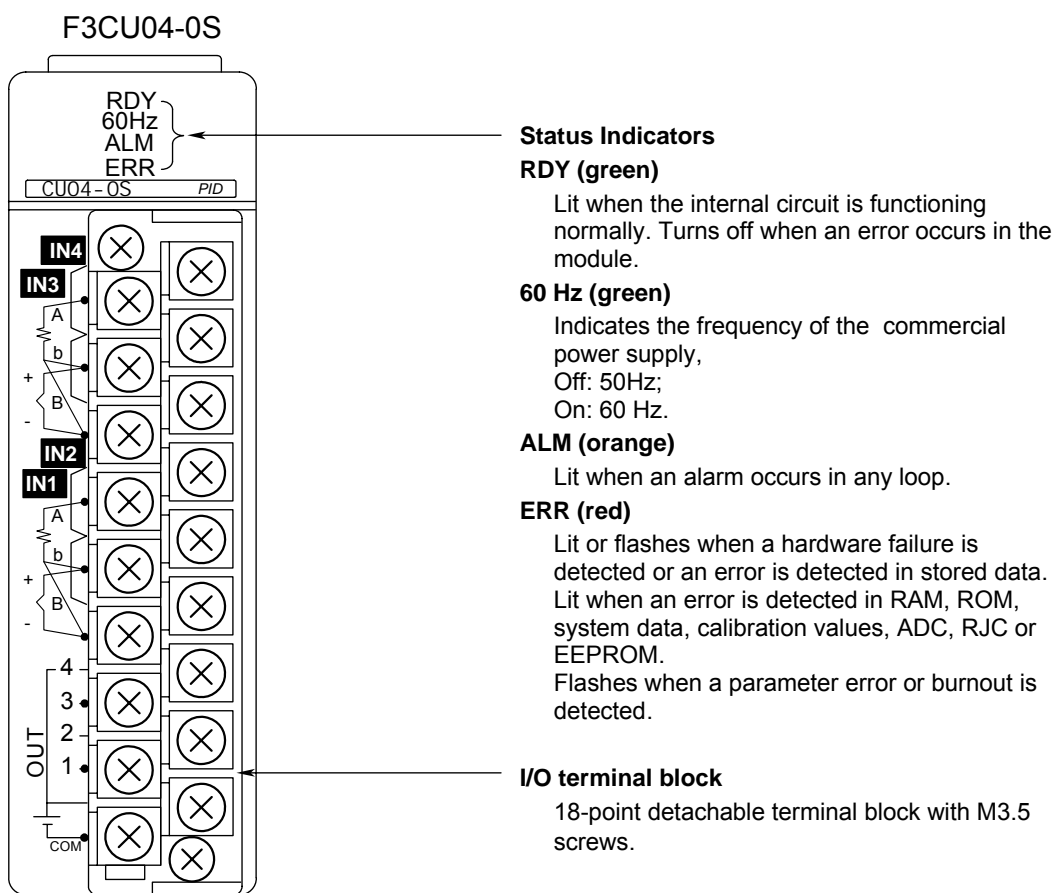 F3CU04-0S
RDY
60Hz
ALM
ERR
CU04-0S PID
IN4
IN3
A
b
+
B
-
IN2
IN1
A
b
+
B
-
4
3
2
1
OUT
COM
Status Indicators
RDY (green)
Lit when the internal circuit is functioning
normally. Turns off when an error occurs in the
module.
60 Hz (green)
Indicates the frequency of the commercial
power supply,
Off: 50Hz;
On: 60 Hz.
ALM (orange)
Lit when an alarm occurs in any loop.
ERR (red)
Lit or flashes when a hardware failure is
detected or an error is detected in stored data.
Lit when an error is detected in RAM, ROM,
system data, calibration values, ADC, RJC or
EEPROM.
Flashes when a parameter error or burnout is
detected.
I/O terminal block
18-point detachable terminal block with M3.5
screws.